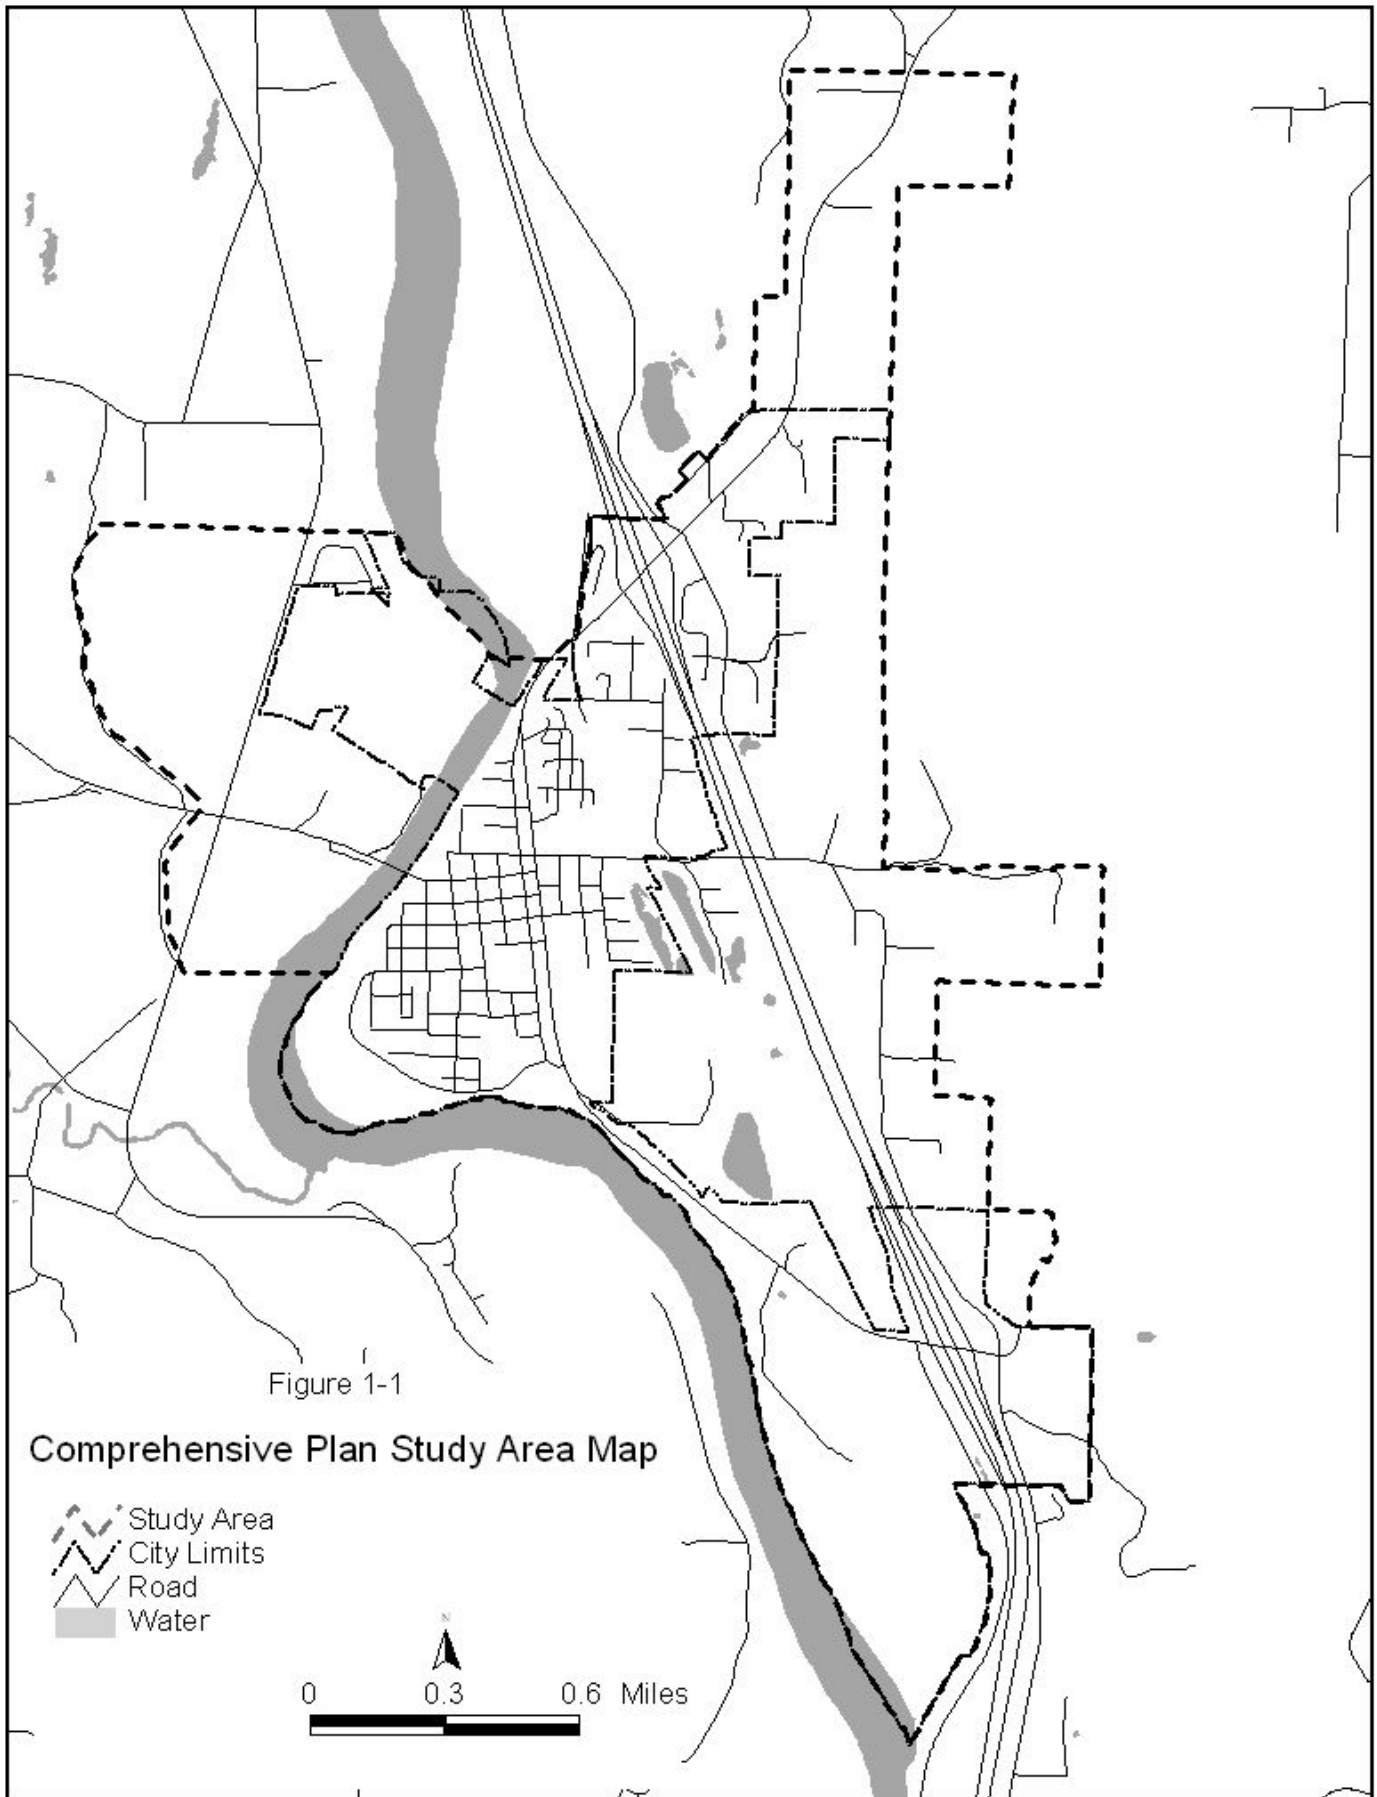 Figure 1-1
Comprehensive Plan Study Area Map
Study Area
City Limits
Road
Water
N
0 0.3 0.6 Miles